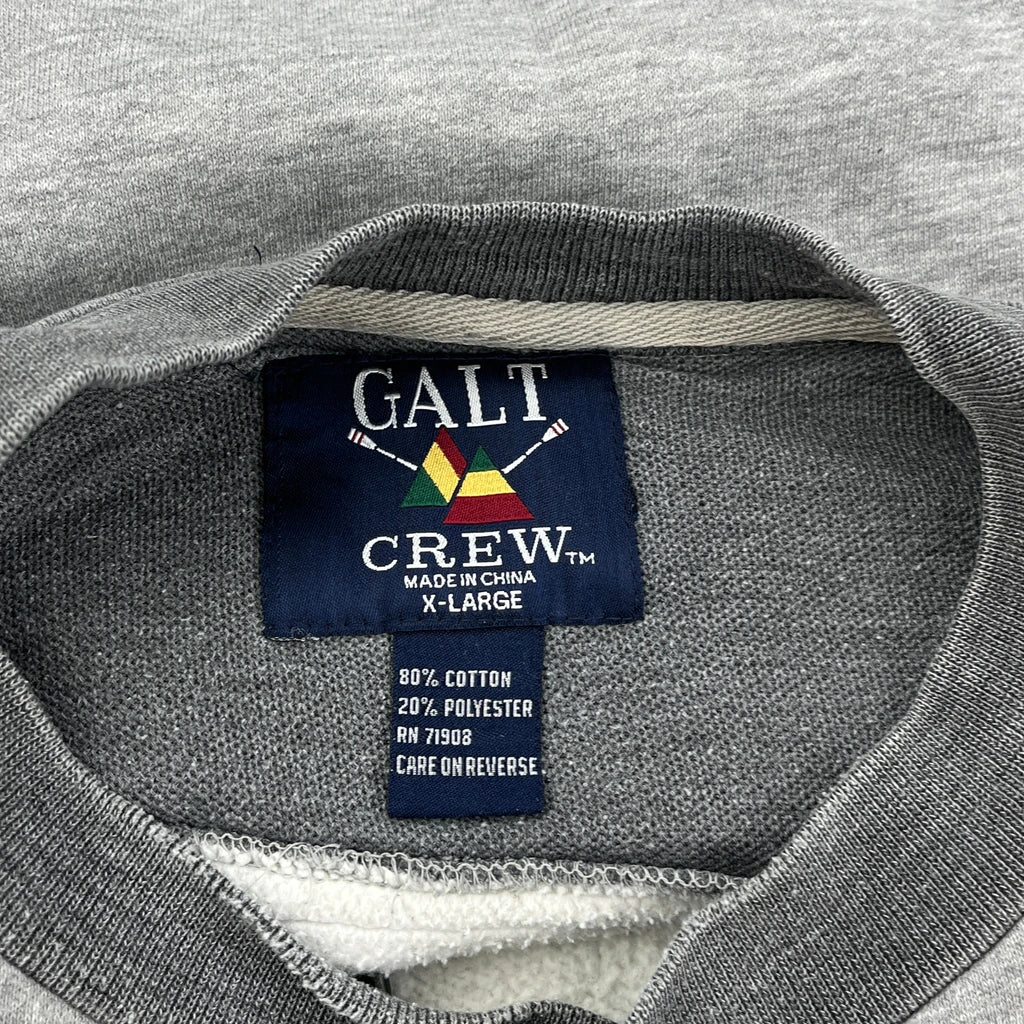 GALT
CREW™
MADE IN CHINA
X-LARGE
80% COTTON
20% POLYESTER
RN 71908
CARE ON REVERSE